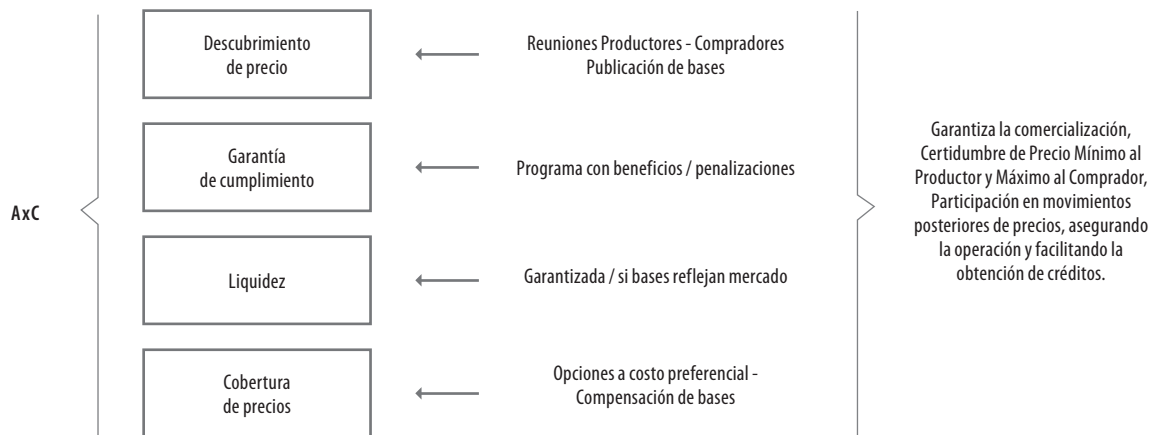 AxC
Descubrimiento
de precio
Reuniones Productores - Compradores
Publicación de bases
Garantía
de cumplimiento
Programa con beneficios / penalizaciones
Liquidez
Garantizada / si bases reflejan mercado
Cobertura
de precios
Opciones a costo preferencial -
Compensación de bases
Garantiza la comercialización,
Certidumbre de Precio Mínimo al
Productor y Máximo al Comprador,
Participación en movimientos
posteriores de precios, asegurando
la operación y facilitando la
obtención de créditos.